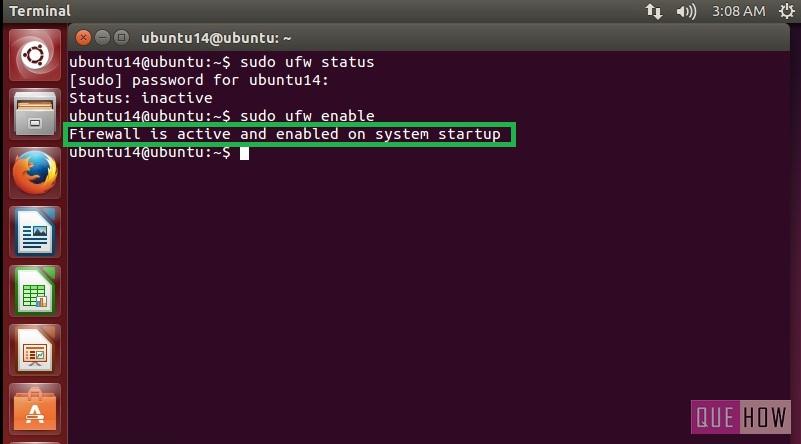 Terminal
3:08 AM
ubuntu14@ubuntu: ~
ubuntu14@ubuntu:~$ sudo ufw status
[sudo] password for ubuntu14:
Status: inactive
ubuntu14@ubuntu:~$ sudo ufw enable
Firewall is active and enabled on system startup
ubuntu14@ubuntu:~$
QUE HOW